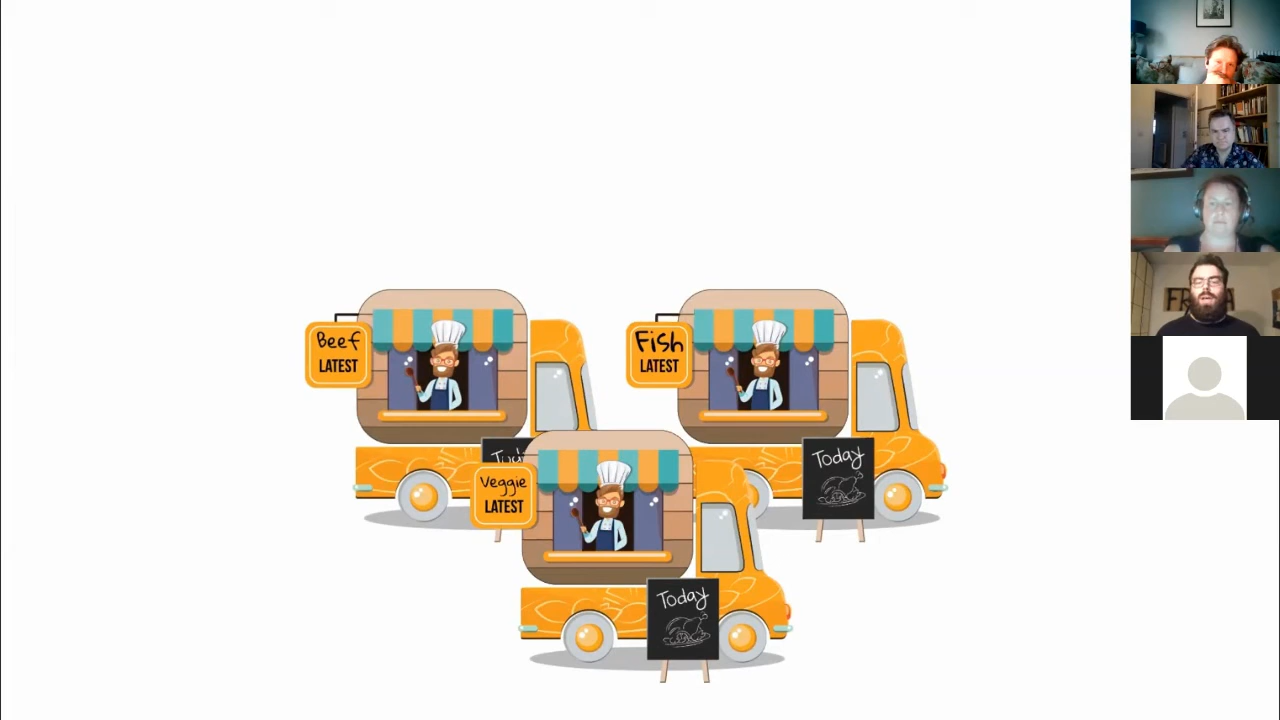 Beef
LATEST
Fish
LATEST
Today
Veggie
LATEST
Today